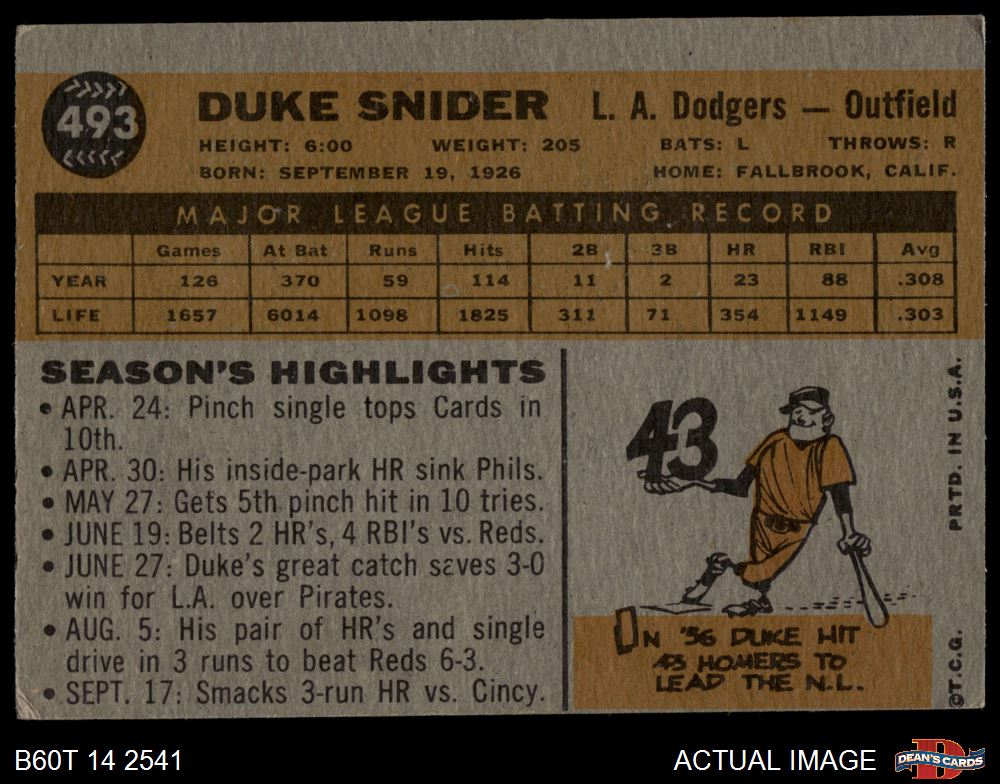 493
DUKE SNIDER L. A. Dodgers — Outfield
HEIGHT: 6:00 WEIGHT: 205 BATS: L THROWS: R
BORN: SEPTEMBER 19, 1926 HOME: FALLBROOK, CALIF.
MAJOR LEAGUE BATTING RECORD
Games At Bat Runs Hits 2B 3B HR RBI Avg
YEAR 126 370 59 114 11 2 23 88 .308
LIFE 1657 6014 1098 1825 311 71 354 1149 .303
SEASON'S HIGHLIGHTS
• APR. 24: Pinch single tops Cards in
10th.
• APR. 30: His inside-park HR sink Phils.
• MAY 27: Gets 5th pinch hit in 10 tries.
• JUNE 19: Belts 2 HR's, 4 RBI's vs. Reds.
• JUNE 27: Duke's great catch saves 3-0
win for L.A. over Pirates.
• AUG. 5: His pair of HR's and single
drive in 3 runs to beat Reds 6-3.
• SEPT. 17: Smacks 3-run HR vs. Cincy.
43
IN '56 DUKE HIT
43 HOMERS TO
LEAD THE N.L.
©T.C.G. PRTD. IN U.S.A.
B60T 14 2541 ACTUAL IMAGE
DEAN'S CARDS